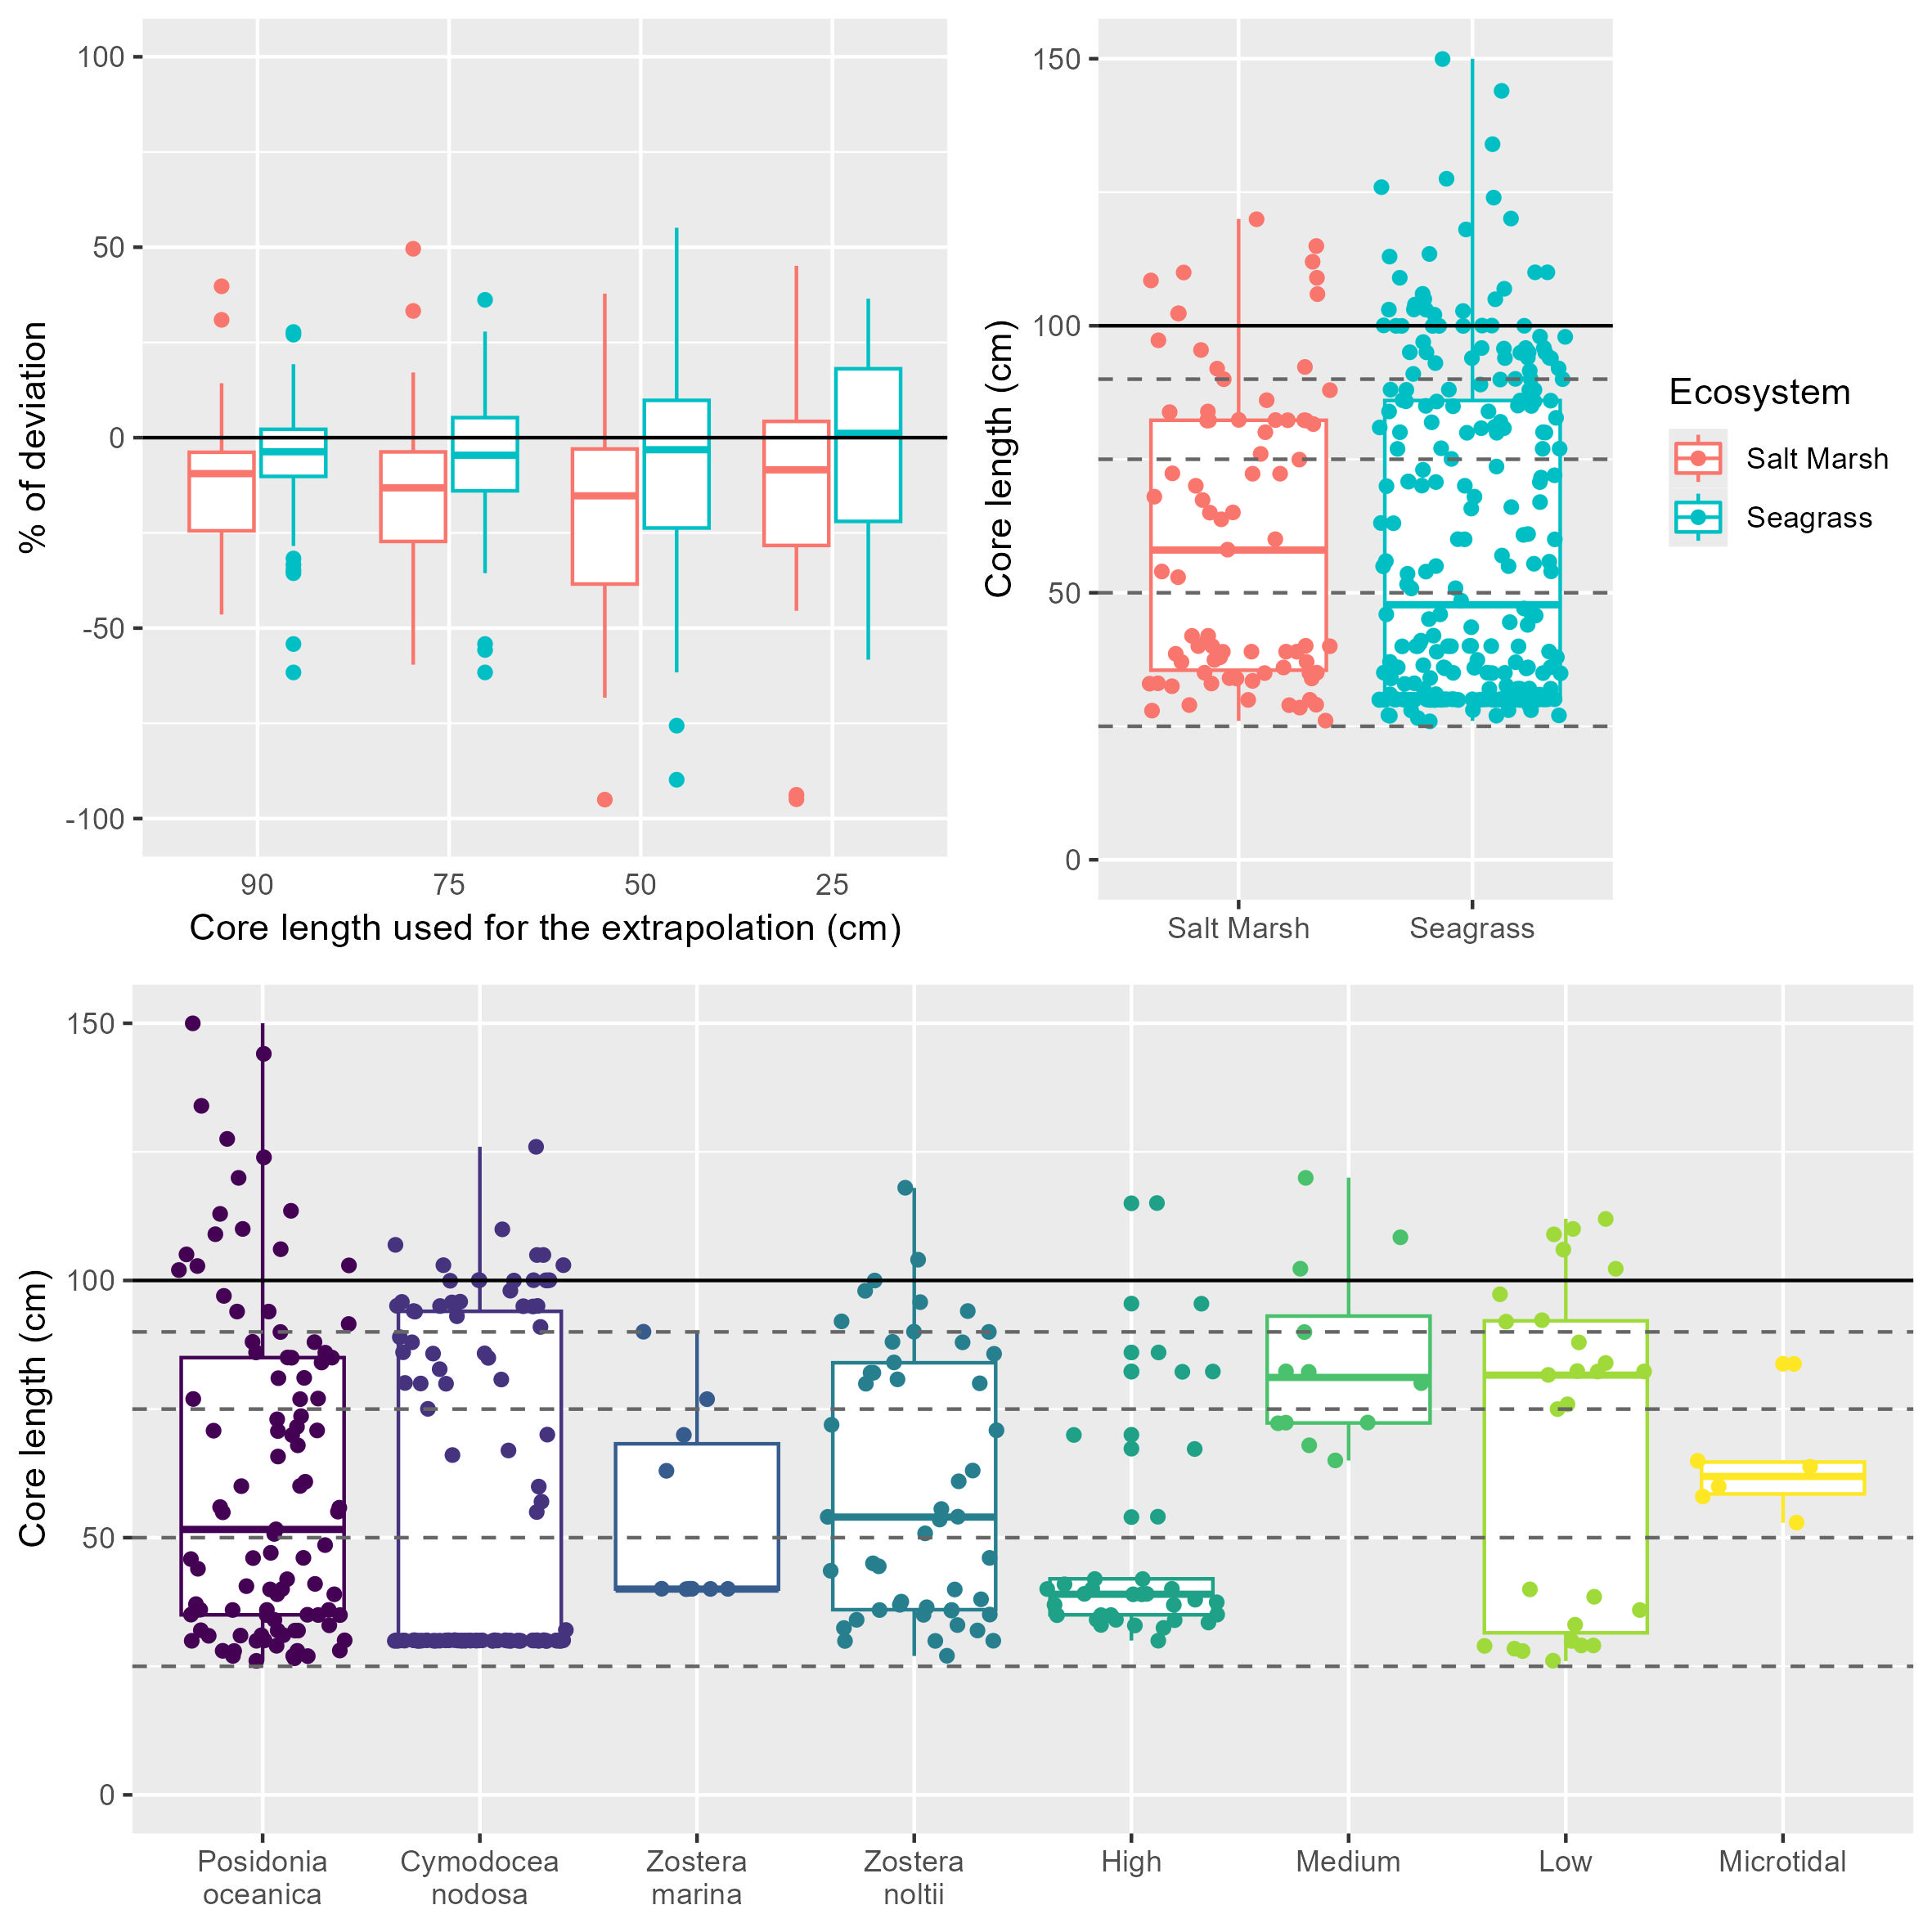 100
50
0
-50
-100
% of deviation
90
75
50
25
Core length used for the extrapolation (cm)
150
100
50
0
Core length (cm)
Salt Marsh
Seagrass
Ecosystem
Salt Marsh
Seagrass
150
100
50
0
Core length (cm)
Posidonia
oceanica
Cymodocea
nodosa
Zostera
marina
Zostera
noltii
High
Medium
Low
Microtidal